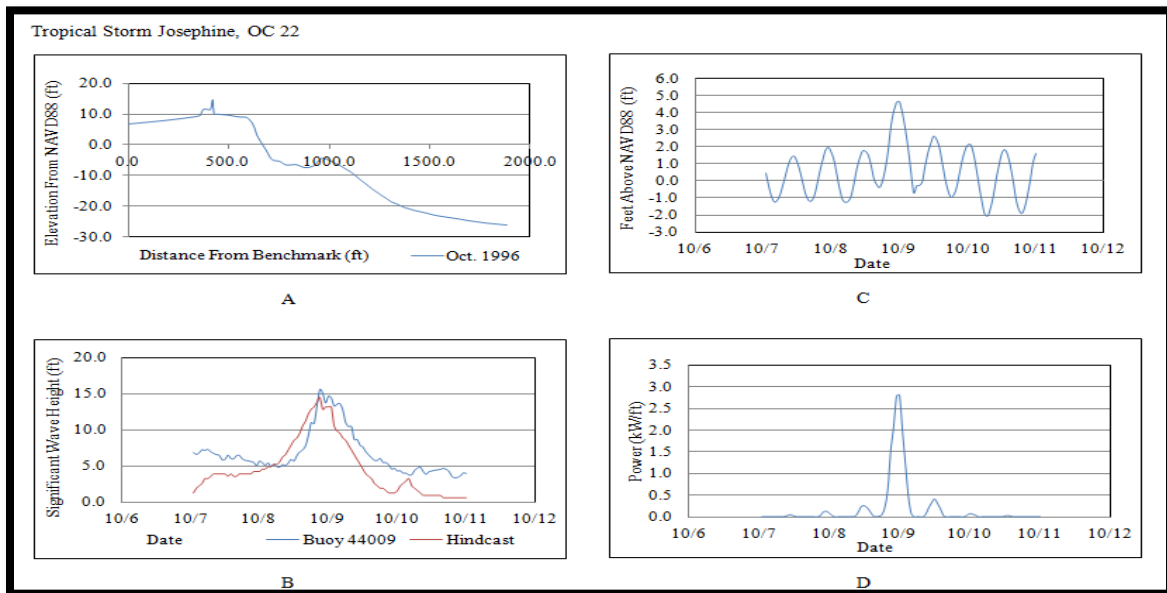 Tropical Storm Josephine, OC 22
Elevation From NAVD88 (ft)
20.0
10.0
0.0
-10.0
-20.0
-30.0
0.0 500.0 1000.0 1500.0 2000.0
Distance From Benchmark (ft)
Oct. 1996
A
Feet Above NAVD88 (ft)
6.0
5.0
4.0
3.0
2.0
1.0
0.0
-1.0
-2.0
-3.0
10/6 10/7 10/8 10/9 10/10 10/11 10/12
Date
C
Significant Wave Height (ft)
20.0
15.0
10.0
5.0
0.0
10/6 10/7 10/8 10/9 10/10 10/11 10/12
Date
Buoy 44009 Hindcast
B
Power (kW/ft)
3.5
3.0
2.5
2.0
1.5
1.0
0.5
0.0
10/6 10/7 10/8 10/9 10/10 10/11 10/12
Date
D